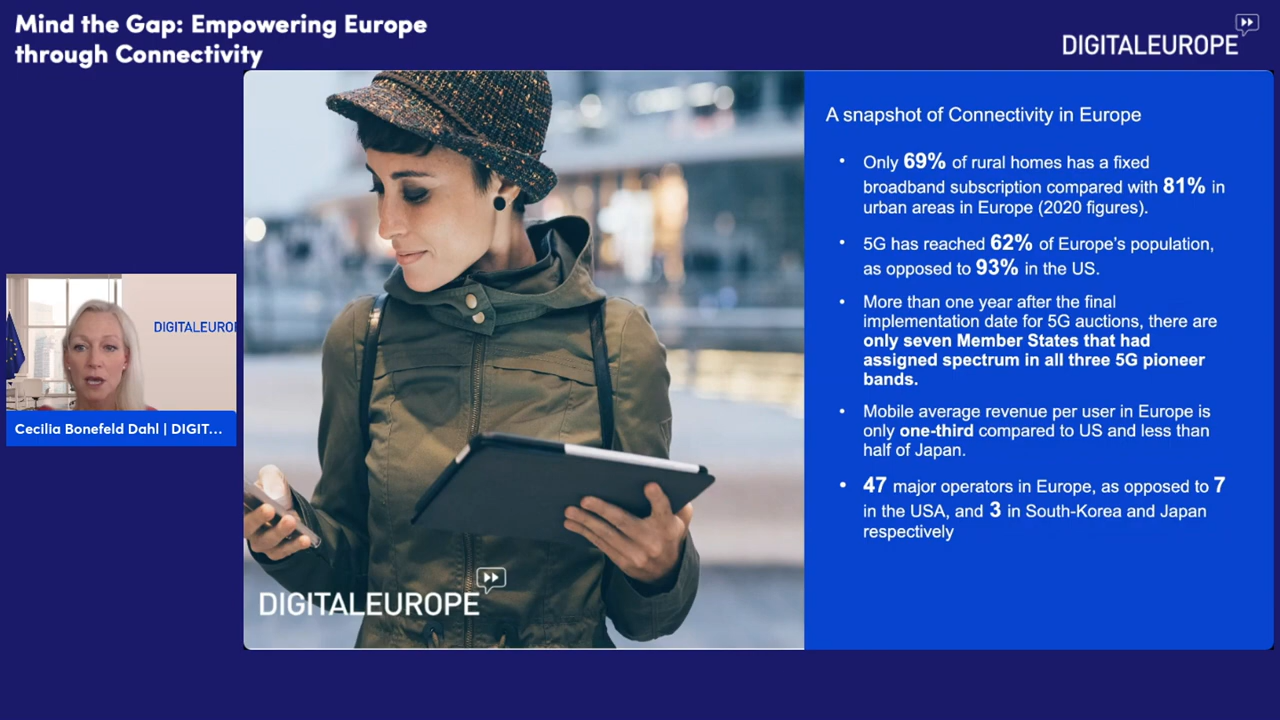 Mind the Gap: Empowering Europe
through Connectivity
DIGITALEUROPE
A snapshot of Connectivity in Europe
• Only 69% of rural homes has a fixed
broadband subscription compared with 81% in
urban areas in Europe (2020 figures).
• 5G has reached 62% of Europe's population,
as opposed to 93% in the US.
• More than one year after the final
implementation date for 5G auctions, there are
only seven Member States that had
assigned spectrum in all three 5G pioneer
bands.
• Mobile average revenue per user in Europe is
only one-third compared to US and less than
half of Japan.
• 47 major operators in Europe, as opposed to 7
in the USA, and 3 in South-Korea and Japan
respectively
DIGITALEUROPE
DIGITALEURO
Cecilia Bonefeld Dahl | DIGIT...